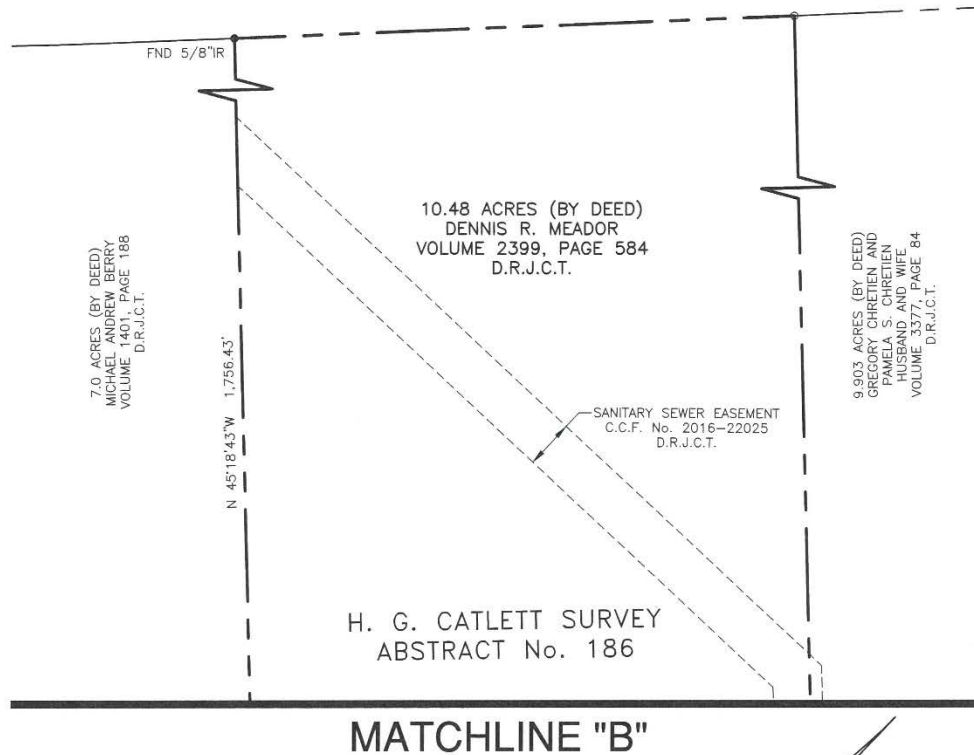 FND 5/8"IR
10.48 ACRES (BY DEED)
DENNIS R. MEADOR
VOLUME 2399, PAGE 584
D.R.J.C.T.
7.0 ACRES (BY DEED)
MICHAEL ANDREW BERRY
VOLUME 1401, PAGE 188
D.R.J.C.T.
N 45°18'43"W 1,756.43'
9.903 ACRES (BY DEED)
GREGORY CHRETIEN AND
PAMELA S. CHRETIEN
HUSBAND AND WIFE
VOLUME 3377, PAGE 84
D.R.J.C.T.
SANITARY SEWER EASEMENT
C.C.F. No. 2016-22025
D.R.J.C.T.
H. G. CATLETT SURVEY
ABSTRACT No. 186
MATCHLINE "B"